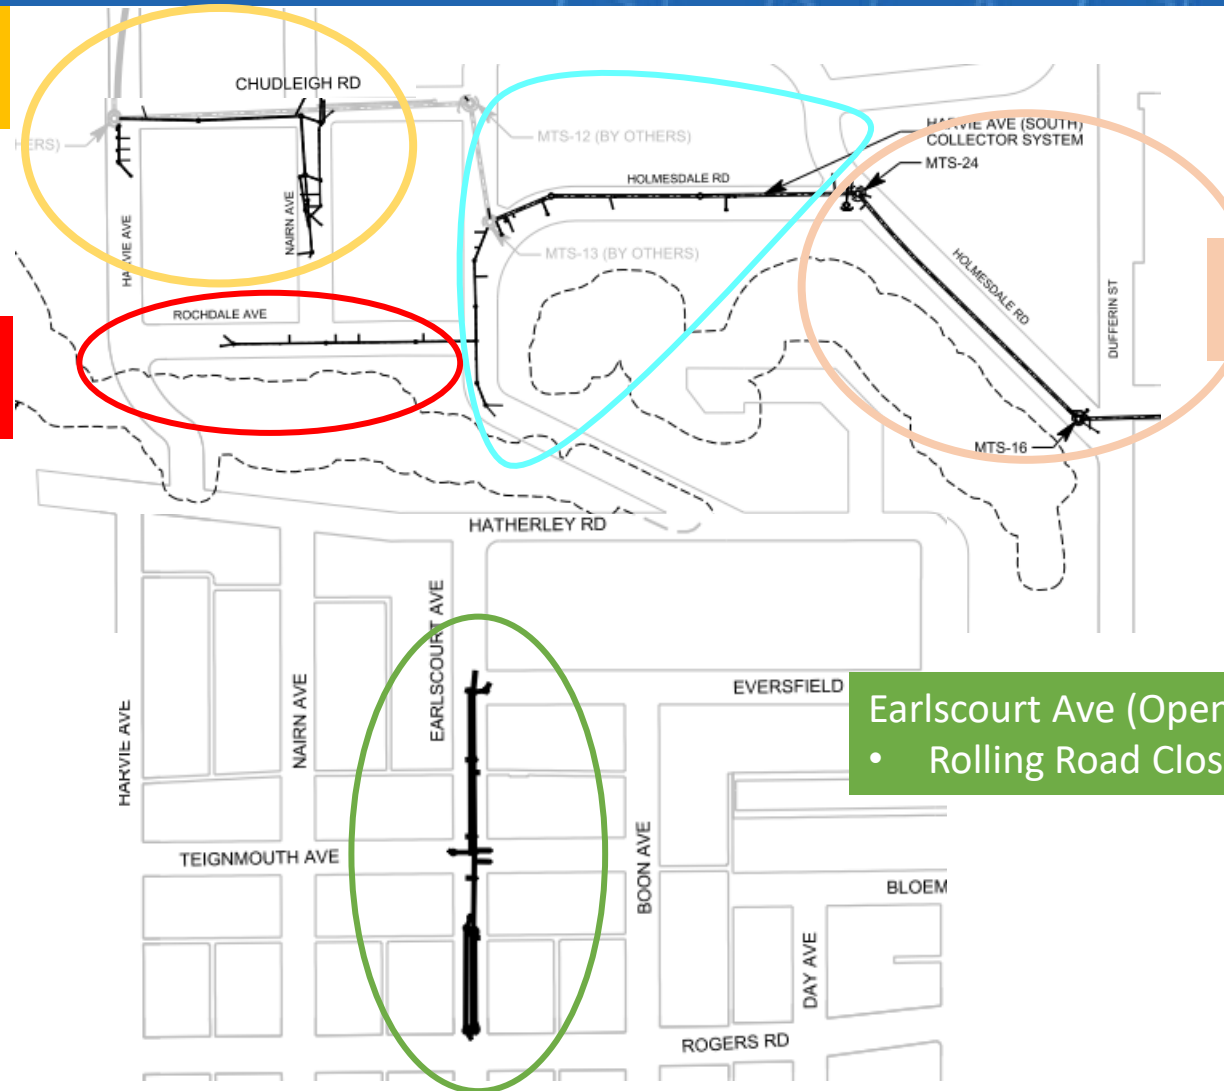 CHUDLEIGH RD
HERS)
MTS-12 (BY OTHERS)
HARVIE AVE (SOUTH)
COLLECTOR SYSTEM
MTS-24
HOLMESDALE RD
HARVIE AVE
NAIRN AVE
MTS-13 (BY OTHERS)
HOLMESDALE RD
DUFFERIN ST
ROCHDALE AVE
MTS-16
HATHERLEY RD
EARLSCOURT AVE
NAIRN AVE
HARVIE AVE
EVERSFIELD
Earlscourt Ave (Open
• Rolling Road Clos
TEIGNMOUTH AVE
BOON AVE
BLOEM
DAY AVE
ROGERS RD